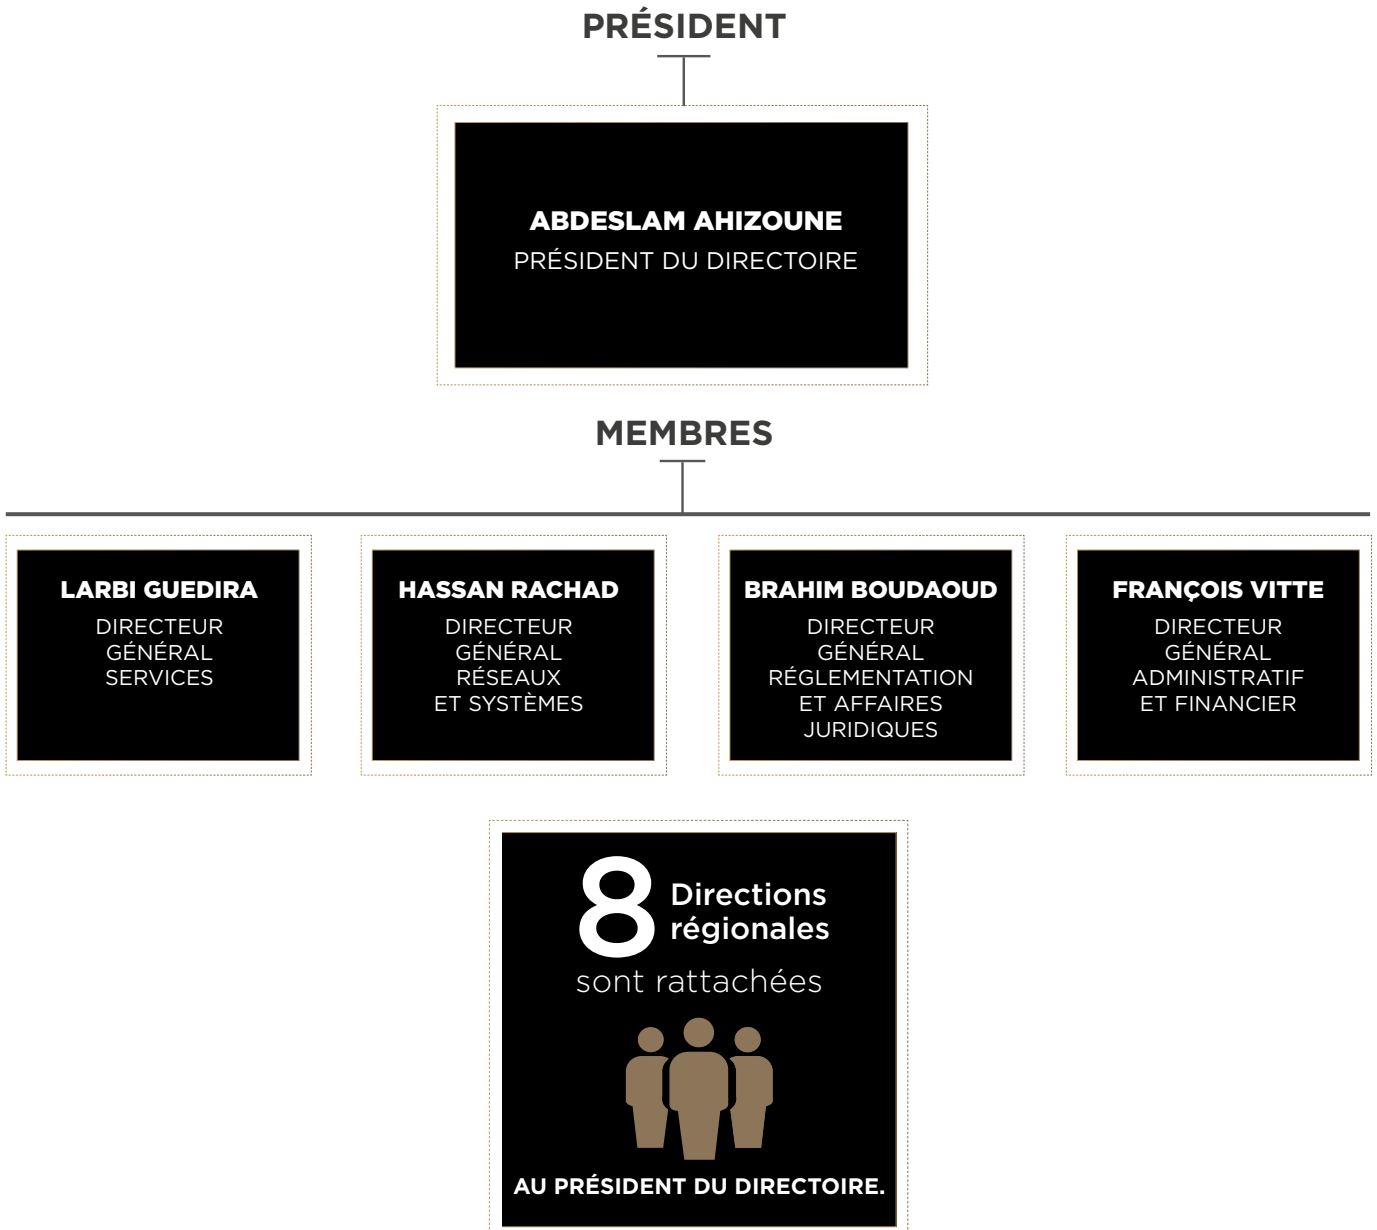 PRÉSIDENT
ABDESLAM AHIZOUNE
PRÉSIDENT DU DIRECTOIRE
MEMBRES
LARBI GUEDIRA
DIRECTEUR
GÉNÉRAL
SERVICES
HASSAN RACHAD
DIRECTEUR
GÉNÉRAL
RÉSEAUX
ET SYSTÈMES
BRAHIM BOUDAOUD
DIRECTEUR
GÉNÉRAL
RÉGLEMENTATION
ET AFFAIRES
JURIDIQUES
FRANÇOIS VITTE
DIRECTEUR
GÉNÉRAL
ADMINISTRATIF
ET FINANCIER
8 Directions
régionales
sont rattachées
AU PRÉSIDENT DU DIRECTOIRE.